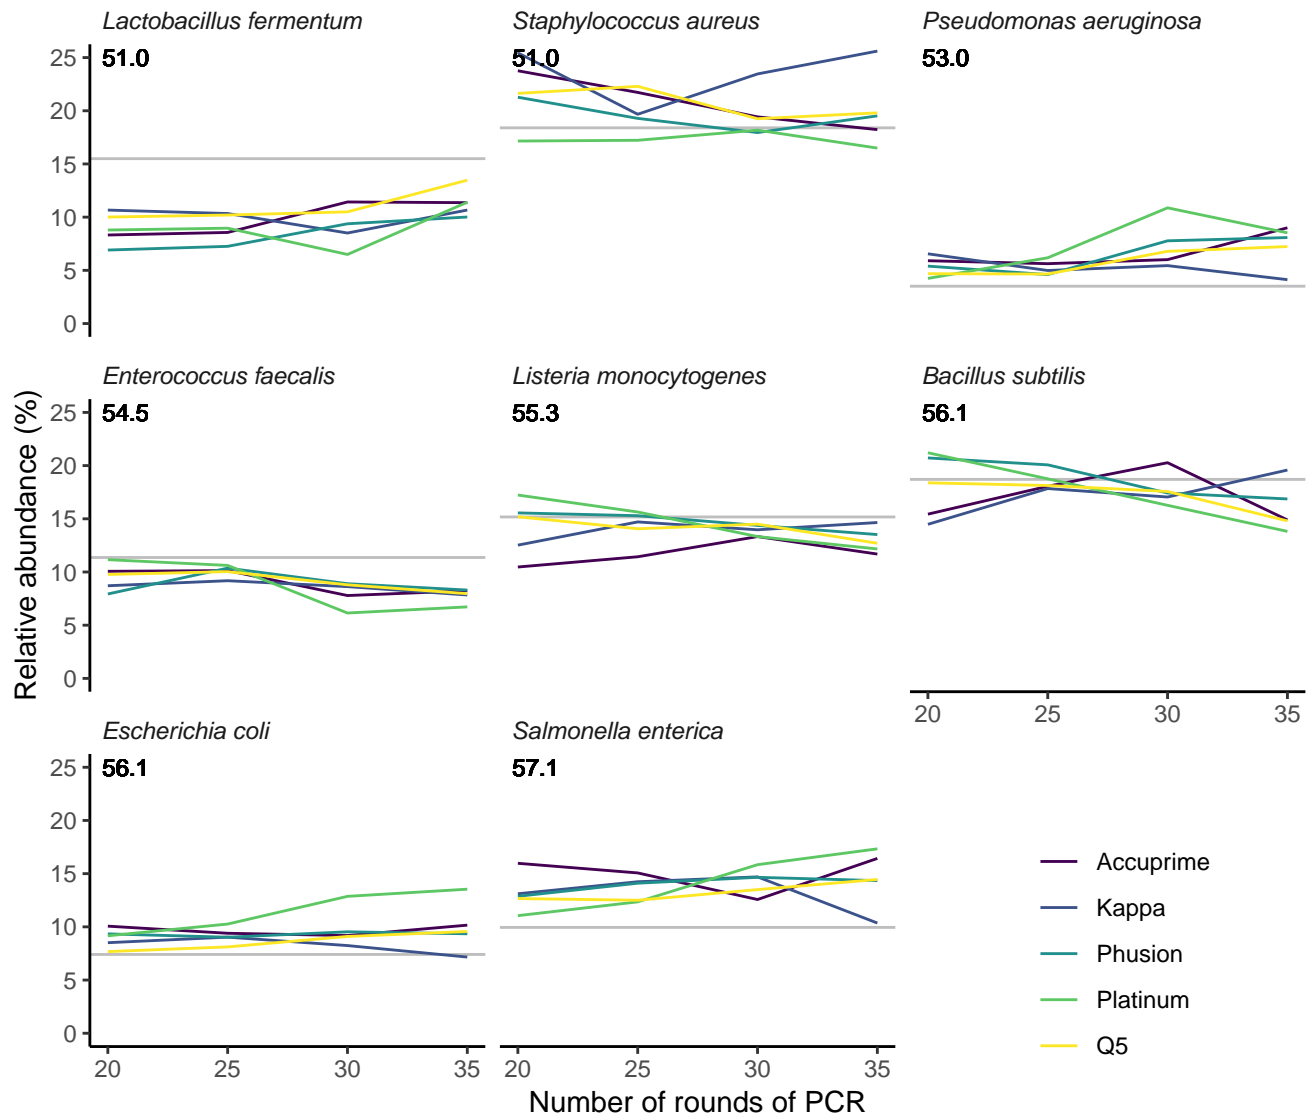 Lactobacillus fermentum
Staphylococcus aureus
Pseudomonas aeruginosa
51.0
51.0
53.0
25
20
15
10
5
0
Enterococcus faecalis
Listeria monocytogenes
Bacillus subtilis
54.5
55.3
56.1
25
20
15
10
5
0
20 25 30 35
Relative abundance (%)
Escherichia coli
Salmonella enterica
56.1
57.1
25
20
15
10
5
0
20 25 30 35
20 25 30 35
Number of rounds of PCR
Accuprime
Kappa
Phusion
Platinum
Q5